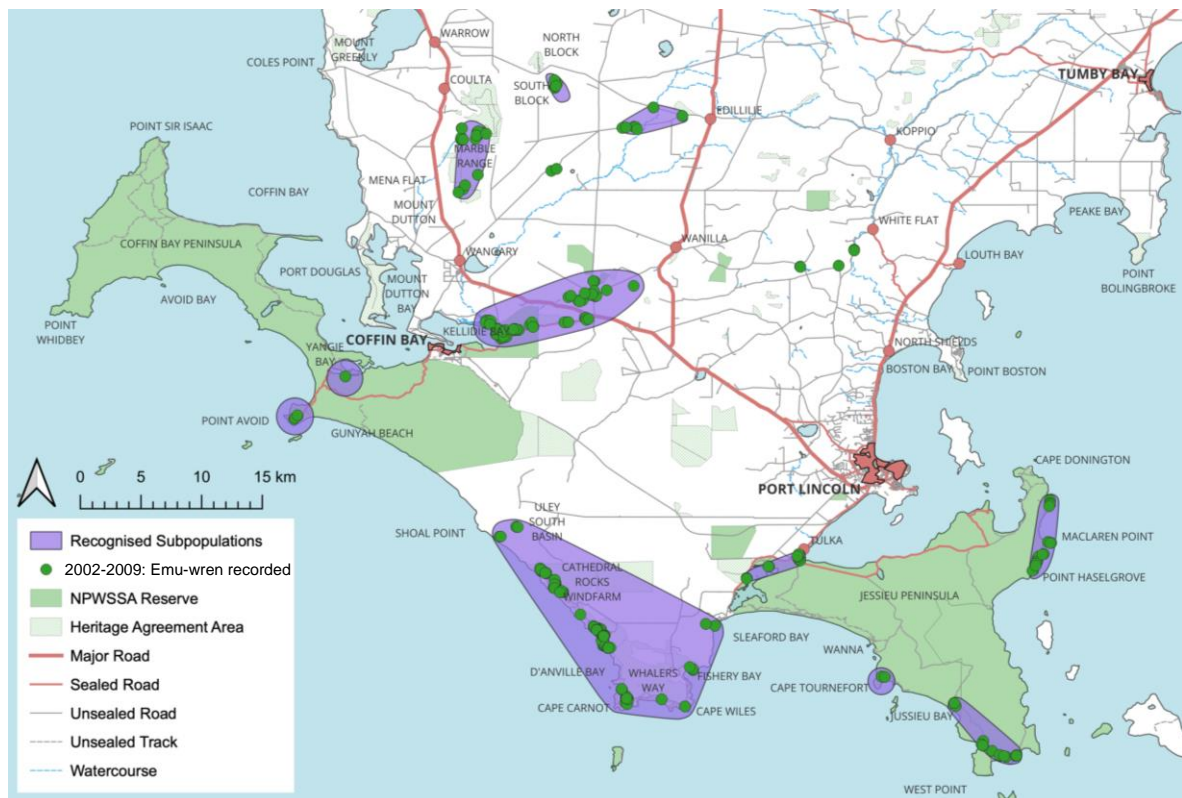 WARROW
NORTH
BLOCK
MOUNT
GREENLY
COLES POINT
TUMBY BAY
COULTA
SOUTH
BLOCK
EDILLILIE
POINT SIR ISAAC
KOPPIO
MARBLE
RANGE
MENA FLAT
COFFIN BAY
MOUNT
DUTTON
PEAKE BAY
WHITE FLAT
COFFIN BAY PENINSULA
WANILLA
WANGARY
LOUTH BAY
PORT DOUGLAS
MOUNT
DUTTON
BAY
POINT
BOLINGBROKE
AVOID BAY
POINT
WHIDBEY
KELLIDIE BAY
COFFIN BAY
NORTH SHIELDS
YANGIE
BAY
BOSTON BAY
POINT BOSTON
POINT AVOID
GUNYAH BEACH
CAPE DONINGTON
0 5 10 15 km
PORT LINCOLN
ULEY
SOUTH
BASIN
SHOAL POINT
TULKA
MACLAREN POINT
CATHEDRAL
ROCKS
WINDFARM
POINT HASELGROVE
JESSIEU PENINSULA
SLEAFORD BAY
WANNA
D'ANVILLE BAY
WHALERS
WAY
FISHERY BAY
CAPE TOURNEFORT
CAPE CARNOT
CAPE WILES
JUSSIEU BAY
WEST POINT
Recognised Subpopulations
2002-2009: Emu-wren recorded
NPWSSA Reserve
Heritage Agreement Area
Major Road
Sealed Road
Unsealed Road
Unsealed Track
Watercourse